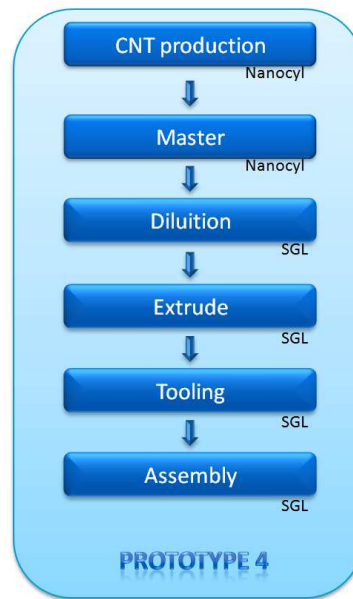 CNT production
Nanocyl
Master
Nanocyl
Diluition
SGL
Extrude
SGL
Tooling
SGL
Assembly
SGL
PROTOTYPE 4